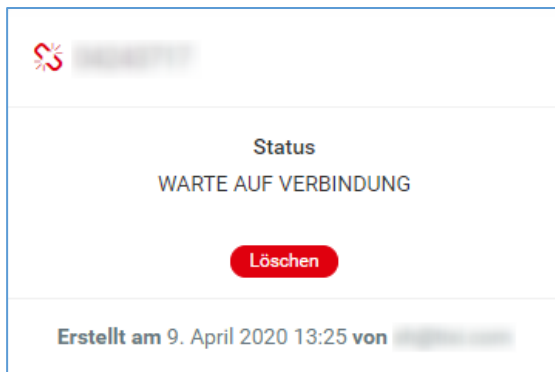 Status
WARTE AUF VERBINDUNG
Löschen
Erstellt am 9. April 2020 13:25 von